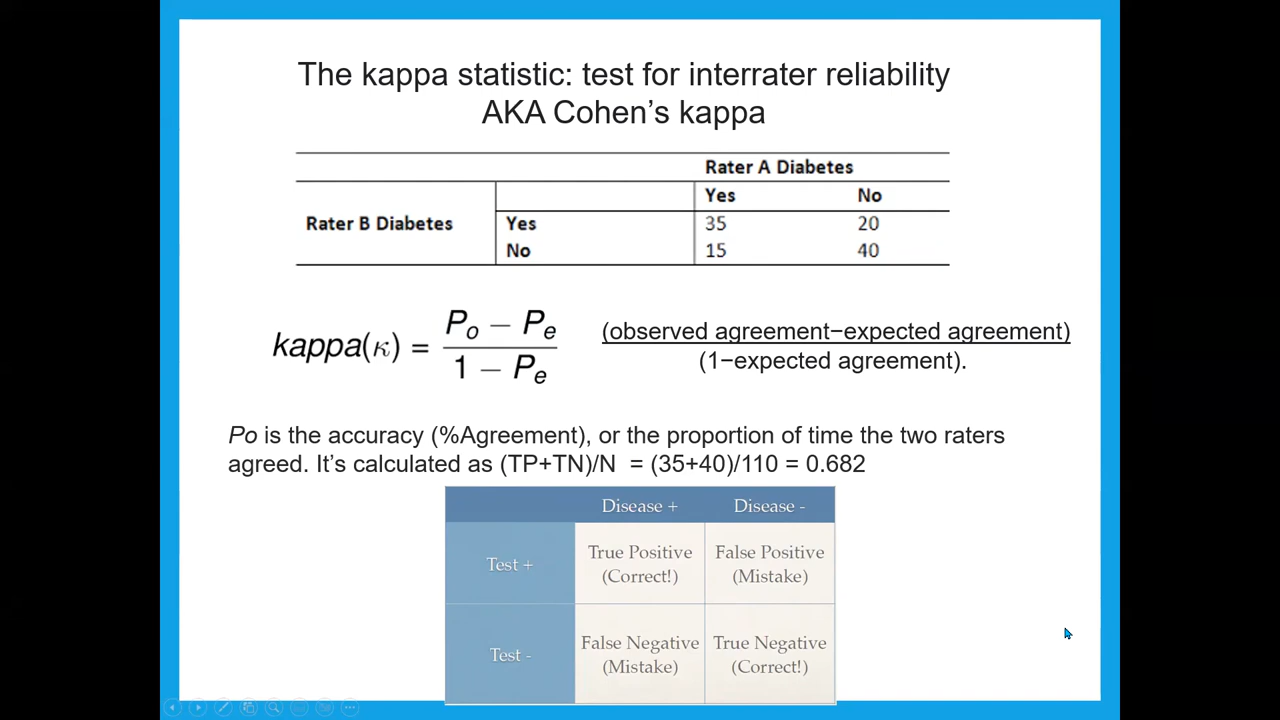 The kappa statistic: test for interrater reliability
AKA Cohen's kappa
Rater A Diabetes
Yes No
Rater B Diabetes Yes 35 20
No 15 40
kappa(κ) = (Po − Pe) / (1 − Pe)
(observed agreement−expected agreement)
(1−expected agreement).
Po is the accuracy (%Agreement), or the proportion of time the two raters
agreed. It's calculated as (TP+TN)/N = (35+40)/110 = 0.682
Disease + Disease -
Test + True Positive (Correct!) False Positive (Mistake)
Test - False Negative (Mistake) True Negative (Correct!)